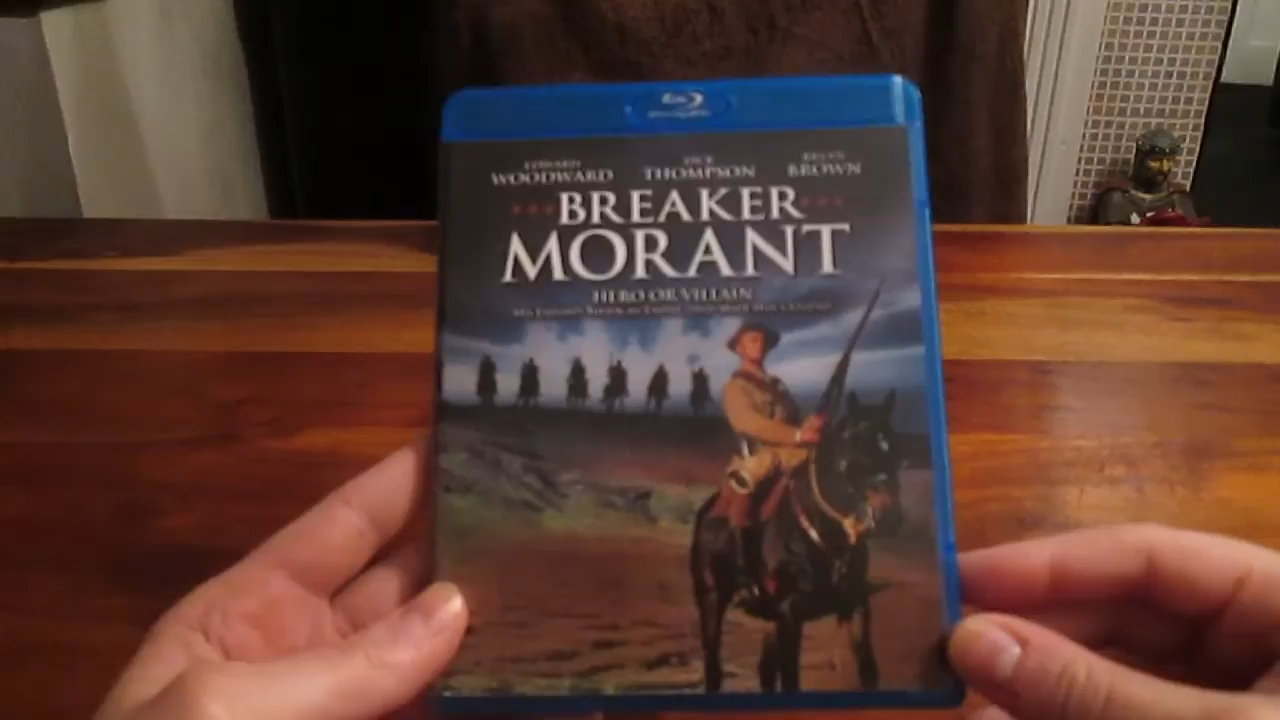 EDWARD JACK BRYAN
WOODWARD THOMPSON BROWN
BREAKER
MORANT
HERO OR VILLAIN